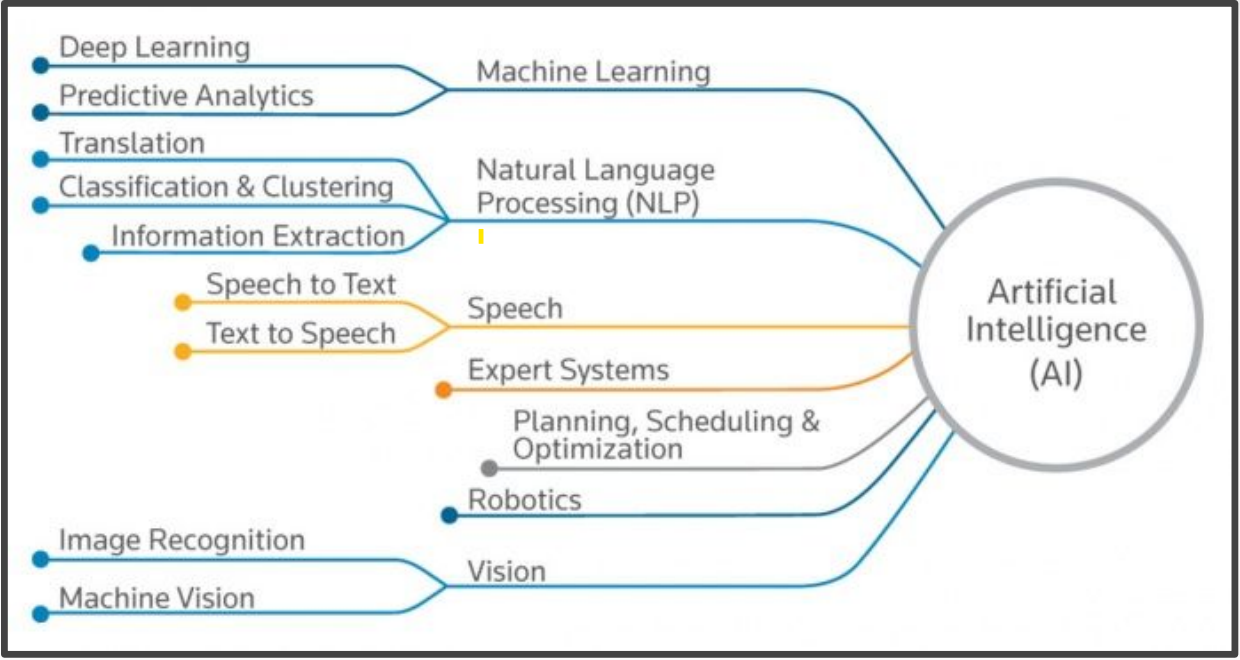 Deep Learning
Predictive Analytics
Machine Learning
Translation
Classification & Clustering
Information Extraction
Natural Language
Processing (NLP)
Speech to Text
Text to Speech
Speech
Expert Systems
Planning, Scheduling &
Optimization
Robotics
Image Recognition
Machine Vision
Vision
Artificial
Intelligence
(AI)